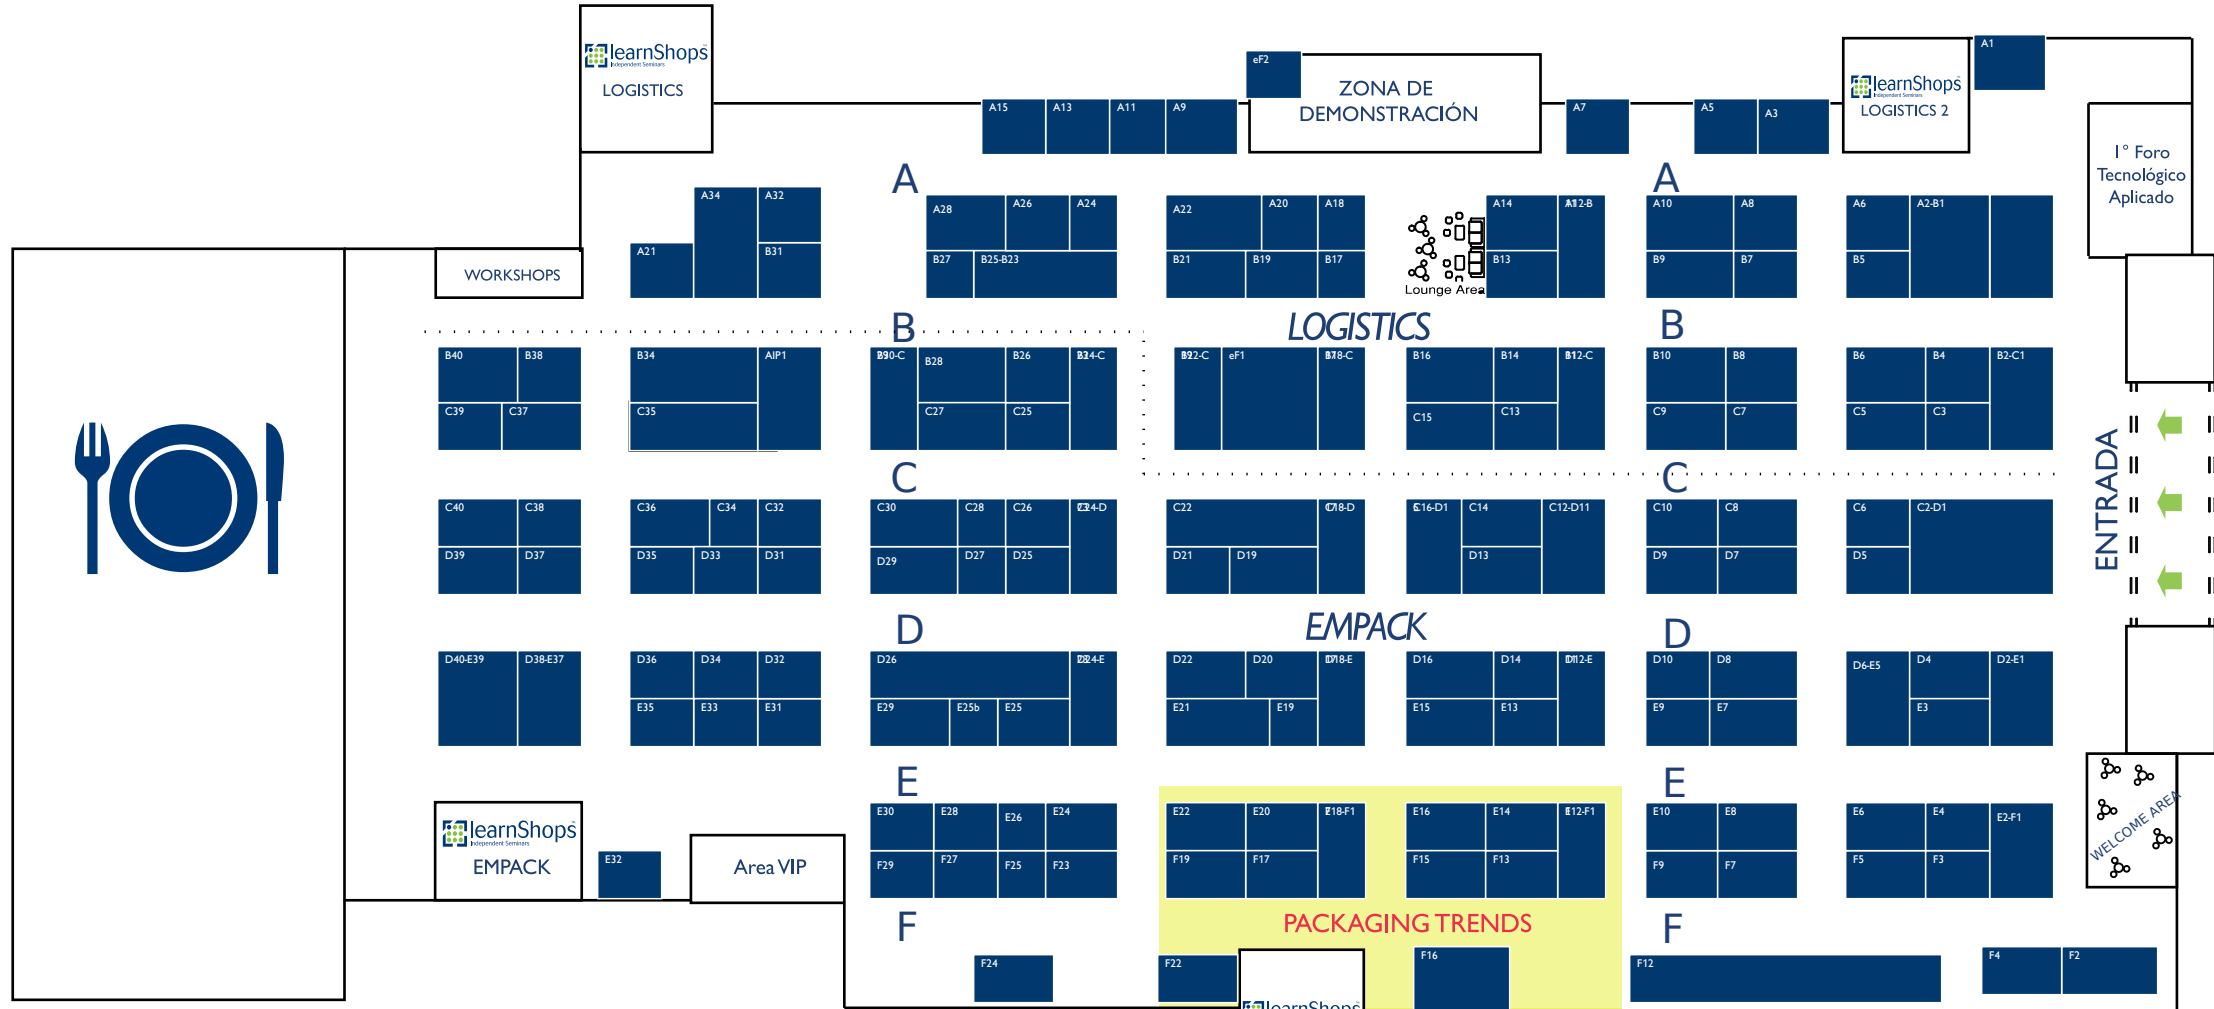 learnShops
Independent Seminars
LOGISTICS
eF2
ZONA DE
DEMONSTRACIÓN
learnShops
Independent Seminars
LOGISTICS 2
A1
A15
A13
A11
A9
A7
A5
A3
1° Foro
Tecnológico
Aplicado
A
A
A34
A32
A21
B31
A28
A26
A24
B27
B25-B23
A22
A20
A18
B21
B19
B17
Lounge Area
A14
B13
A10
A8
B9
B7
A6
A2-B1
B5
WORKSHOPS
B
LOGISTICS
B
B40
B38
C39
C37
B34
AIP1
C35
B28
B26
C27
C25
eF1
B16
B14
C15
C13
B10
B8
C9
C7
B6
B4
B2-C1
C5
C3
ENTRADA
C
C
C40
C38
D39
D37
C36
C34
C32
D35
D33
D31
C30
C28
C26
D29
D27
D25
C22
D21
D19
C14
C12-D11
D13
C10
C8
D9
D7
C6
C2-D1
D5
D
EMPACK
D
D40-E39
D38-E37
D36
D34
D32
E35
E33
E31
D26
E29
E25b
E25
D22
D20
E21
E19
D16
D14
E15
E13
D10
D8
E9
E7
D6-E5
D4
D2-E1
E3
E
E
learnShops
Independent Seminars
EMPACK
E32
Area VIP
E30
E28
E26
E24
F29
F27
F25
F23
E22
E20
F19
F17
E16
E14
F15
F13
E10
E8
F9
F7
E6
E4
E2-F1
F5
F3
WELCOME AREA
F
PACKAGING TRENDS
F
F24
F22
learnShops
F16
F12
F4
F2